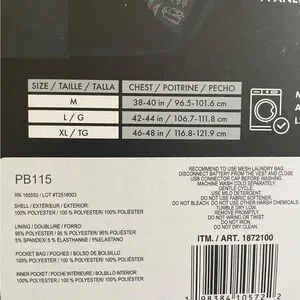 SIZE / TAILLE / TALLA CHEST / POITRINE / PECHO
M 38-40 in / 96.5-101.6 cm
L / G 42-44 in / 106.7-111.8 cm
XL / TG 46-48 in / 116.8-121.9 cm
M
A
L
PB115
RN 165550 / LOT #T2516003
SHELL / EXTÉRIEUR / EXTERIOR:
100% POLYESTER / 100 % POLYESTER/ 100% POLIÉSTER
LINING / DOUBLURE / FORRO:
95% POLYESTER / 95 % POLYESTER / 95% POLIÉSTER
5% SPANDEX / 5 % ÉLASTHANNE / 5% ELASTANO
POCKET BAG / POCHE / BOLSO DE BOLSILLO:
100% POLYESTER / 100 % POLYESTER / 100% POLIÉSTER
INNER POCKET / POCHE INTÉRIEURE / BOLSILLO INTERIOR:
100% POLYESTER / 100 % POLYESTER / 100% POLIÉSTER
RECOMMEND TO USE MESH LAUNDRY BAG.
DISCONNECT BATTERY FROM THE VEST AND CLOSE
USB CONNECTOR CAP BEFORE WASHING.
MACHINE WASH COLD SEPARATELY.
GENTLE CYCLE.
USE MILD DETERGENT.
DO NOT USE FABRIC SOFTENER.
DO NOT BLEACH OR USE OTHER HARSH CHEMICALS.
TUMBLE DRY LOW.
REMOVE PROMPTLY.
DO NOT WRING OR TWIST.
DO NOT IRON.
DO NOT DRY CLEAN.
ITM. / ART. 1872100